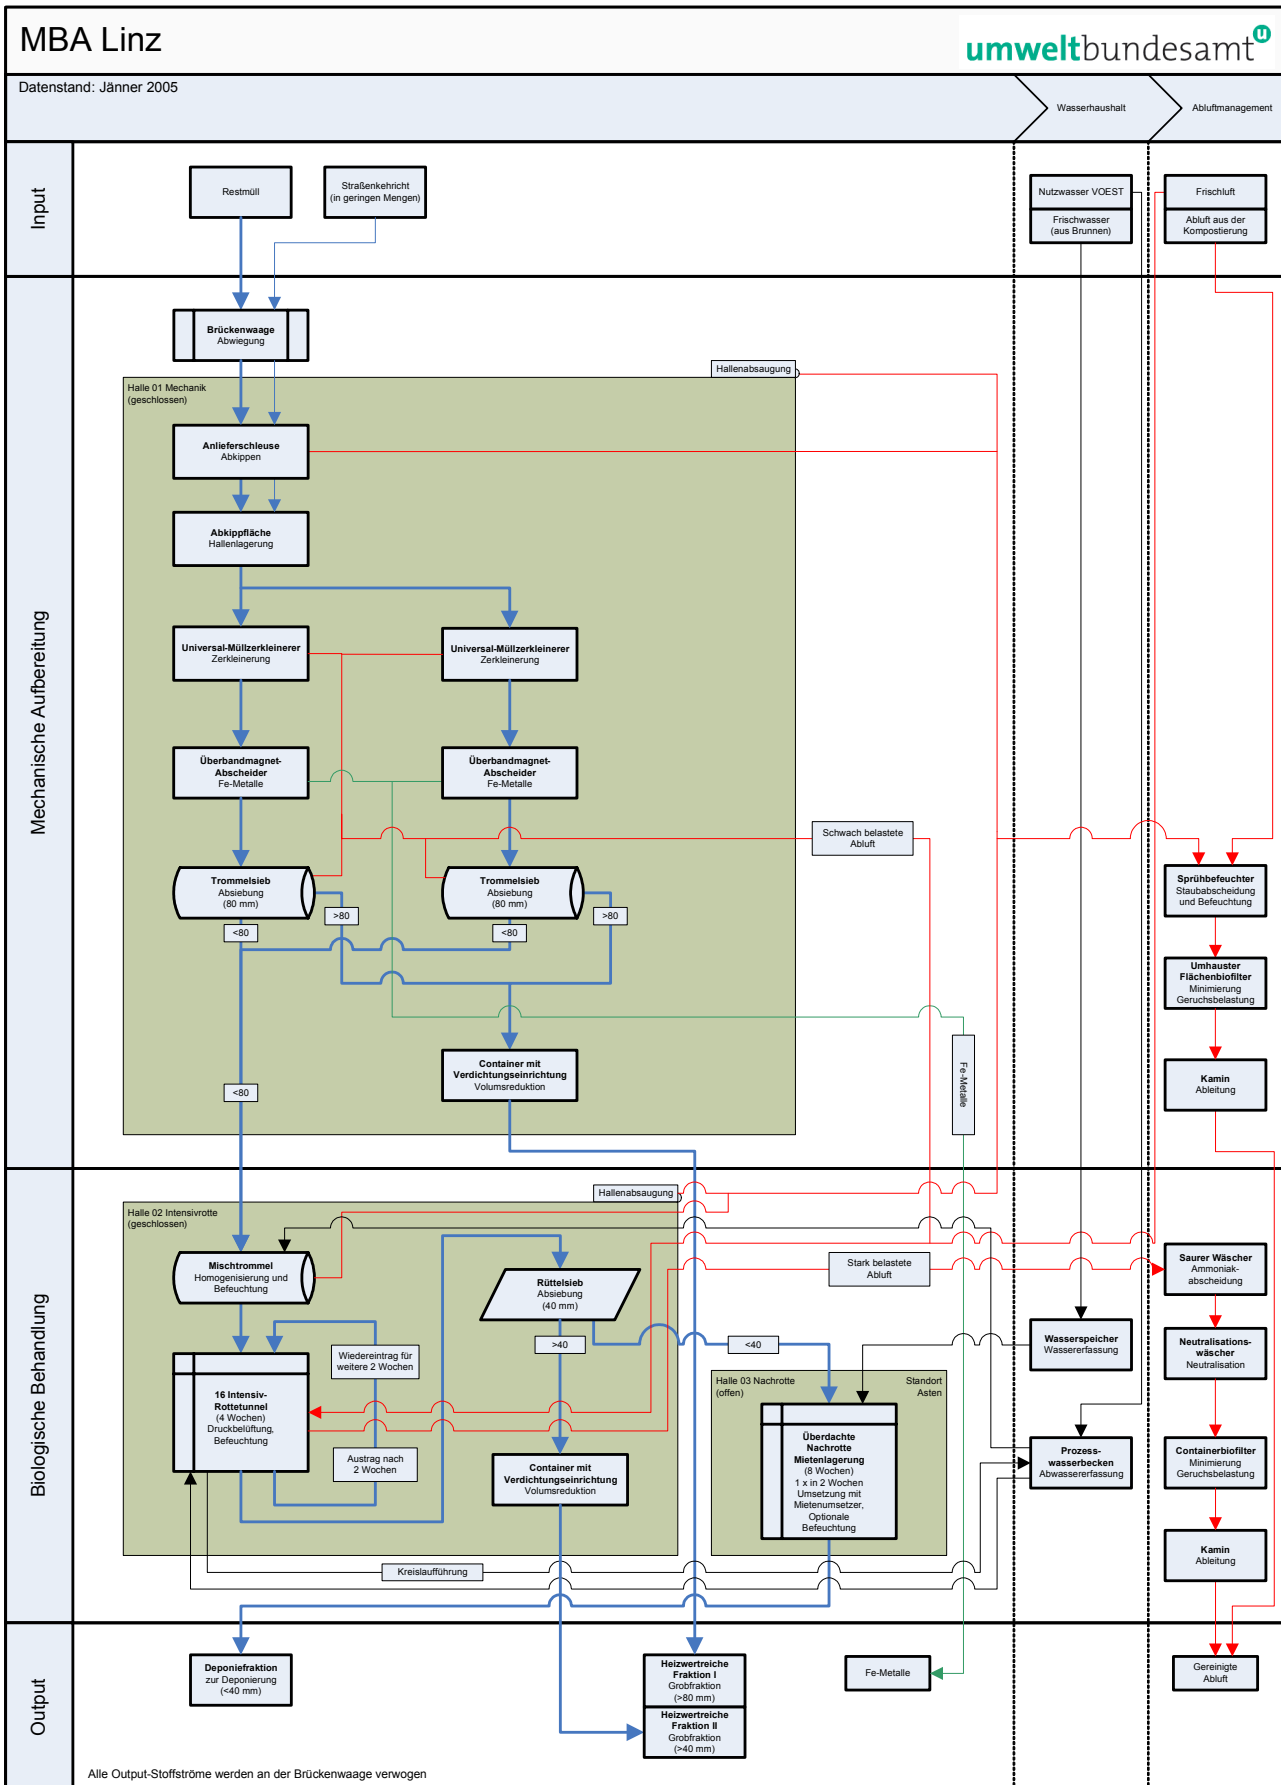 MBA Linz
umweltbundesamt
u
Datenstand: Jänner 2005
Wasserhaushalt
Abluftmanagement
Input
Restmüll
Straßenkehricht
(in geringen Mengen)
Nutzwasser VOEST
Frischwasser
(aus Brunnen)
Frischluft
Abluft aus der
Kompostierung
Mechanische Aufbereitung
Brückenwaage
Abwiegung
Hallenabsaugung
Halle 01 Mechanik
(geschlossen)
Anlieferschleuse
Abkippen
Abkippfläche
Hallenlagerung
Universal-Müllzerkleinerer
Zerkleinerung
Universal-Müllzerkleinerer
Zerkleinerung
Überbandmagnet-
Abscheider
Fe-Metalle
Überbandmagnet-
Abscheider
Fe-Metalle
Schwach belastete
Abluft
Trommelsieb
Absiebung
(80 mm)
Trommelsieb
Absiebung
(80 mm)
Sprühbefeuchter
Staubabscheidung
und Befeuchtung
>80
>80
<80
<80
Umhauster
Flächenbiofilter
Minimierung
Geruchsbelastung
Container mit
Verdichtungseinrichtung
Volumsreduktion
Fe-Metalle
Kamin
Ableitung
<80
Biologische Behandlung
Hallenabsaugung
Halle 02 Intensivrotte
(geschlossen)
Mischtrommel
Homogenisierung und
Befeuchtung
Rüttelsieb
Absiebung
(40 mm)
Stark belastete
Abluft
Saurer Wäscher
Ammoniak-
abscheidung
Wiedereintrag für
weitere 2 Wochen
>40
<40
Wasserspeicher
Wassererfassung
Neutralisations-
wäscher
Neutralisation
Halle 03 Nachrotte
(offen)
Standort
Asten
16 Intensiv-
Rottetunnel
(4 Wochen)
Druckbelüftung,
Befeuchtung
Austrag nach
2 Wochen
Container mit
Verdichtungseinrichtung
Volumsreduktion
Überdachte
Nachrotte
Mietenlagerung
(8 Wochen)
1 x in 2 Wochen
Umsetzung mit
Mietenumsetzer,
Optionale
Befeuchtung
Prozess-
wasserbecken
Abwassererfassung
Containerbiofilter
Minimierung
Geruchsbelastung
Kamin
Ableitung
Kreislaufführung
Output
Deponiefraktion
zur Deponierung
(<40 mm)
Heizwertreiche
Fraktion I
Grobfraktion
(>80 mm)
Heizwertreiche
Fraktion II
Grobfraktion
(>40 mm)
Fe-Metalle
Gereinigte
Abluft
Alle Output-Stoffströme werden an der Brückenwaage verwogen